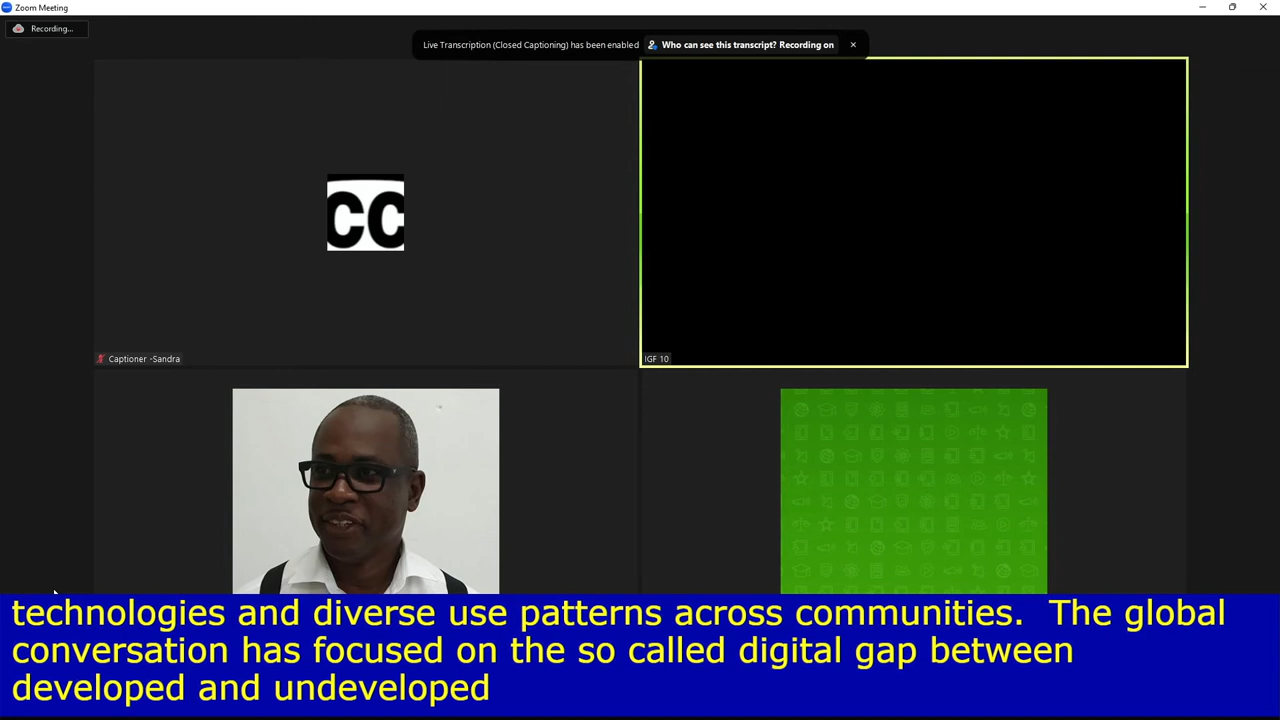 Zoom Meeting
Recording...
Live Transcription (Closed Captioning) has been enabled
Who can see this transcript? Recording on
CC
Captioner -Sandra
IGF 10
technologies and diverse use patterns across communities.  The global
conversation has focused on the so called digital gap between
developed and undeveloped